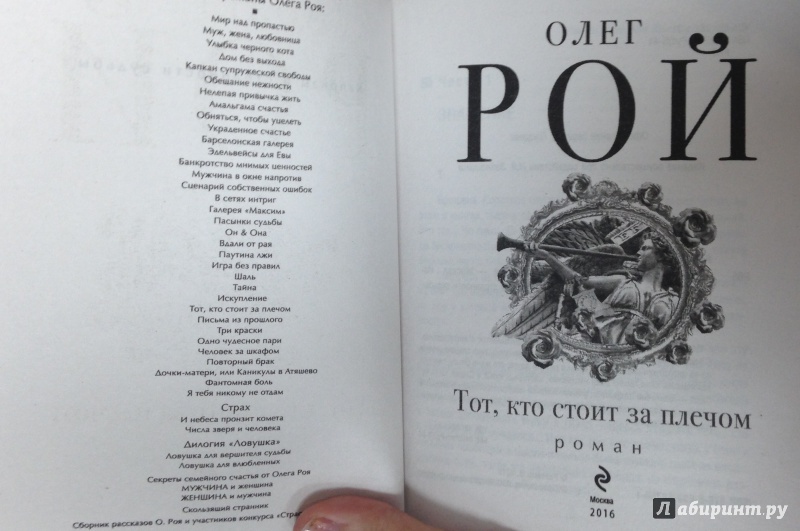 Олега Роя:
Мир над пропастью
Муж, жена, любовница
Улыбка черного кота
Дом без выхода
Капкан супружеской свободы
Обещание нежности
Нелепая привычка жить
Амальгама счастья
Обняться, чтобы уцелеть
Украденное счастье
Барселонская галерея
Эдельвейсы для Евы
Банкротство мнимых ценностей
Мужчина в окне напротив
Сценарий собственных ошибок
В сетях интриг
Галерея «Максим»
Пасынки судьбы
Он & Она
Вдали от рая
Паутина лжи
Игра без правил
Шаль
Тайна
Искупление
Тот, кто стоит за плечом
Письма из прошлого
Три краски
Одно чудесное пари
Человек за шкафом
Повторный брак
Дочки-матери, или Каникулы в Атяшево
Фантомная боль
Я тебя никому не отдам
Страх
И небеса пронзит комета
Числа зверя и человека
Дилогия «Ловушка»
Ловушка для вершителя судьбы
Ловушка для влюбленных
Секреты семейного счастья от Олега Роя
МУЖЧИНА и женщина
ЖЕНЩИНА и мужчина
Скользящий странник
Сборник рассказов О. Роя и участников конкурса
ОЛЕГ
РОЙ
Тот, кто стоит за плечом
роман
Москва
2016
Лабиринт.ру